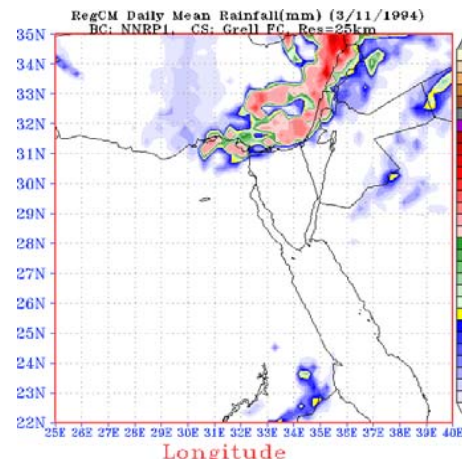 RegCM Daily Mean Rainfall(mm) (3/11/1994)
BC: NNRP1, CS: Grell FC, Res=25km
35N
34N
33N
32N
31N
30N
29N
28N
27N
26N
25N
24N
23N
22N
25E 26E 27E 28E 29E 30E 31E 32E 33E 34E 35E 36E 37E 38E 39E 40E
Longitude